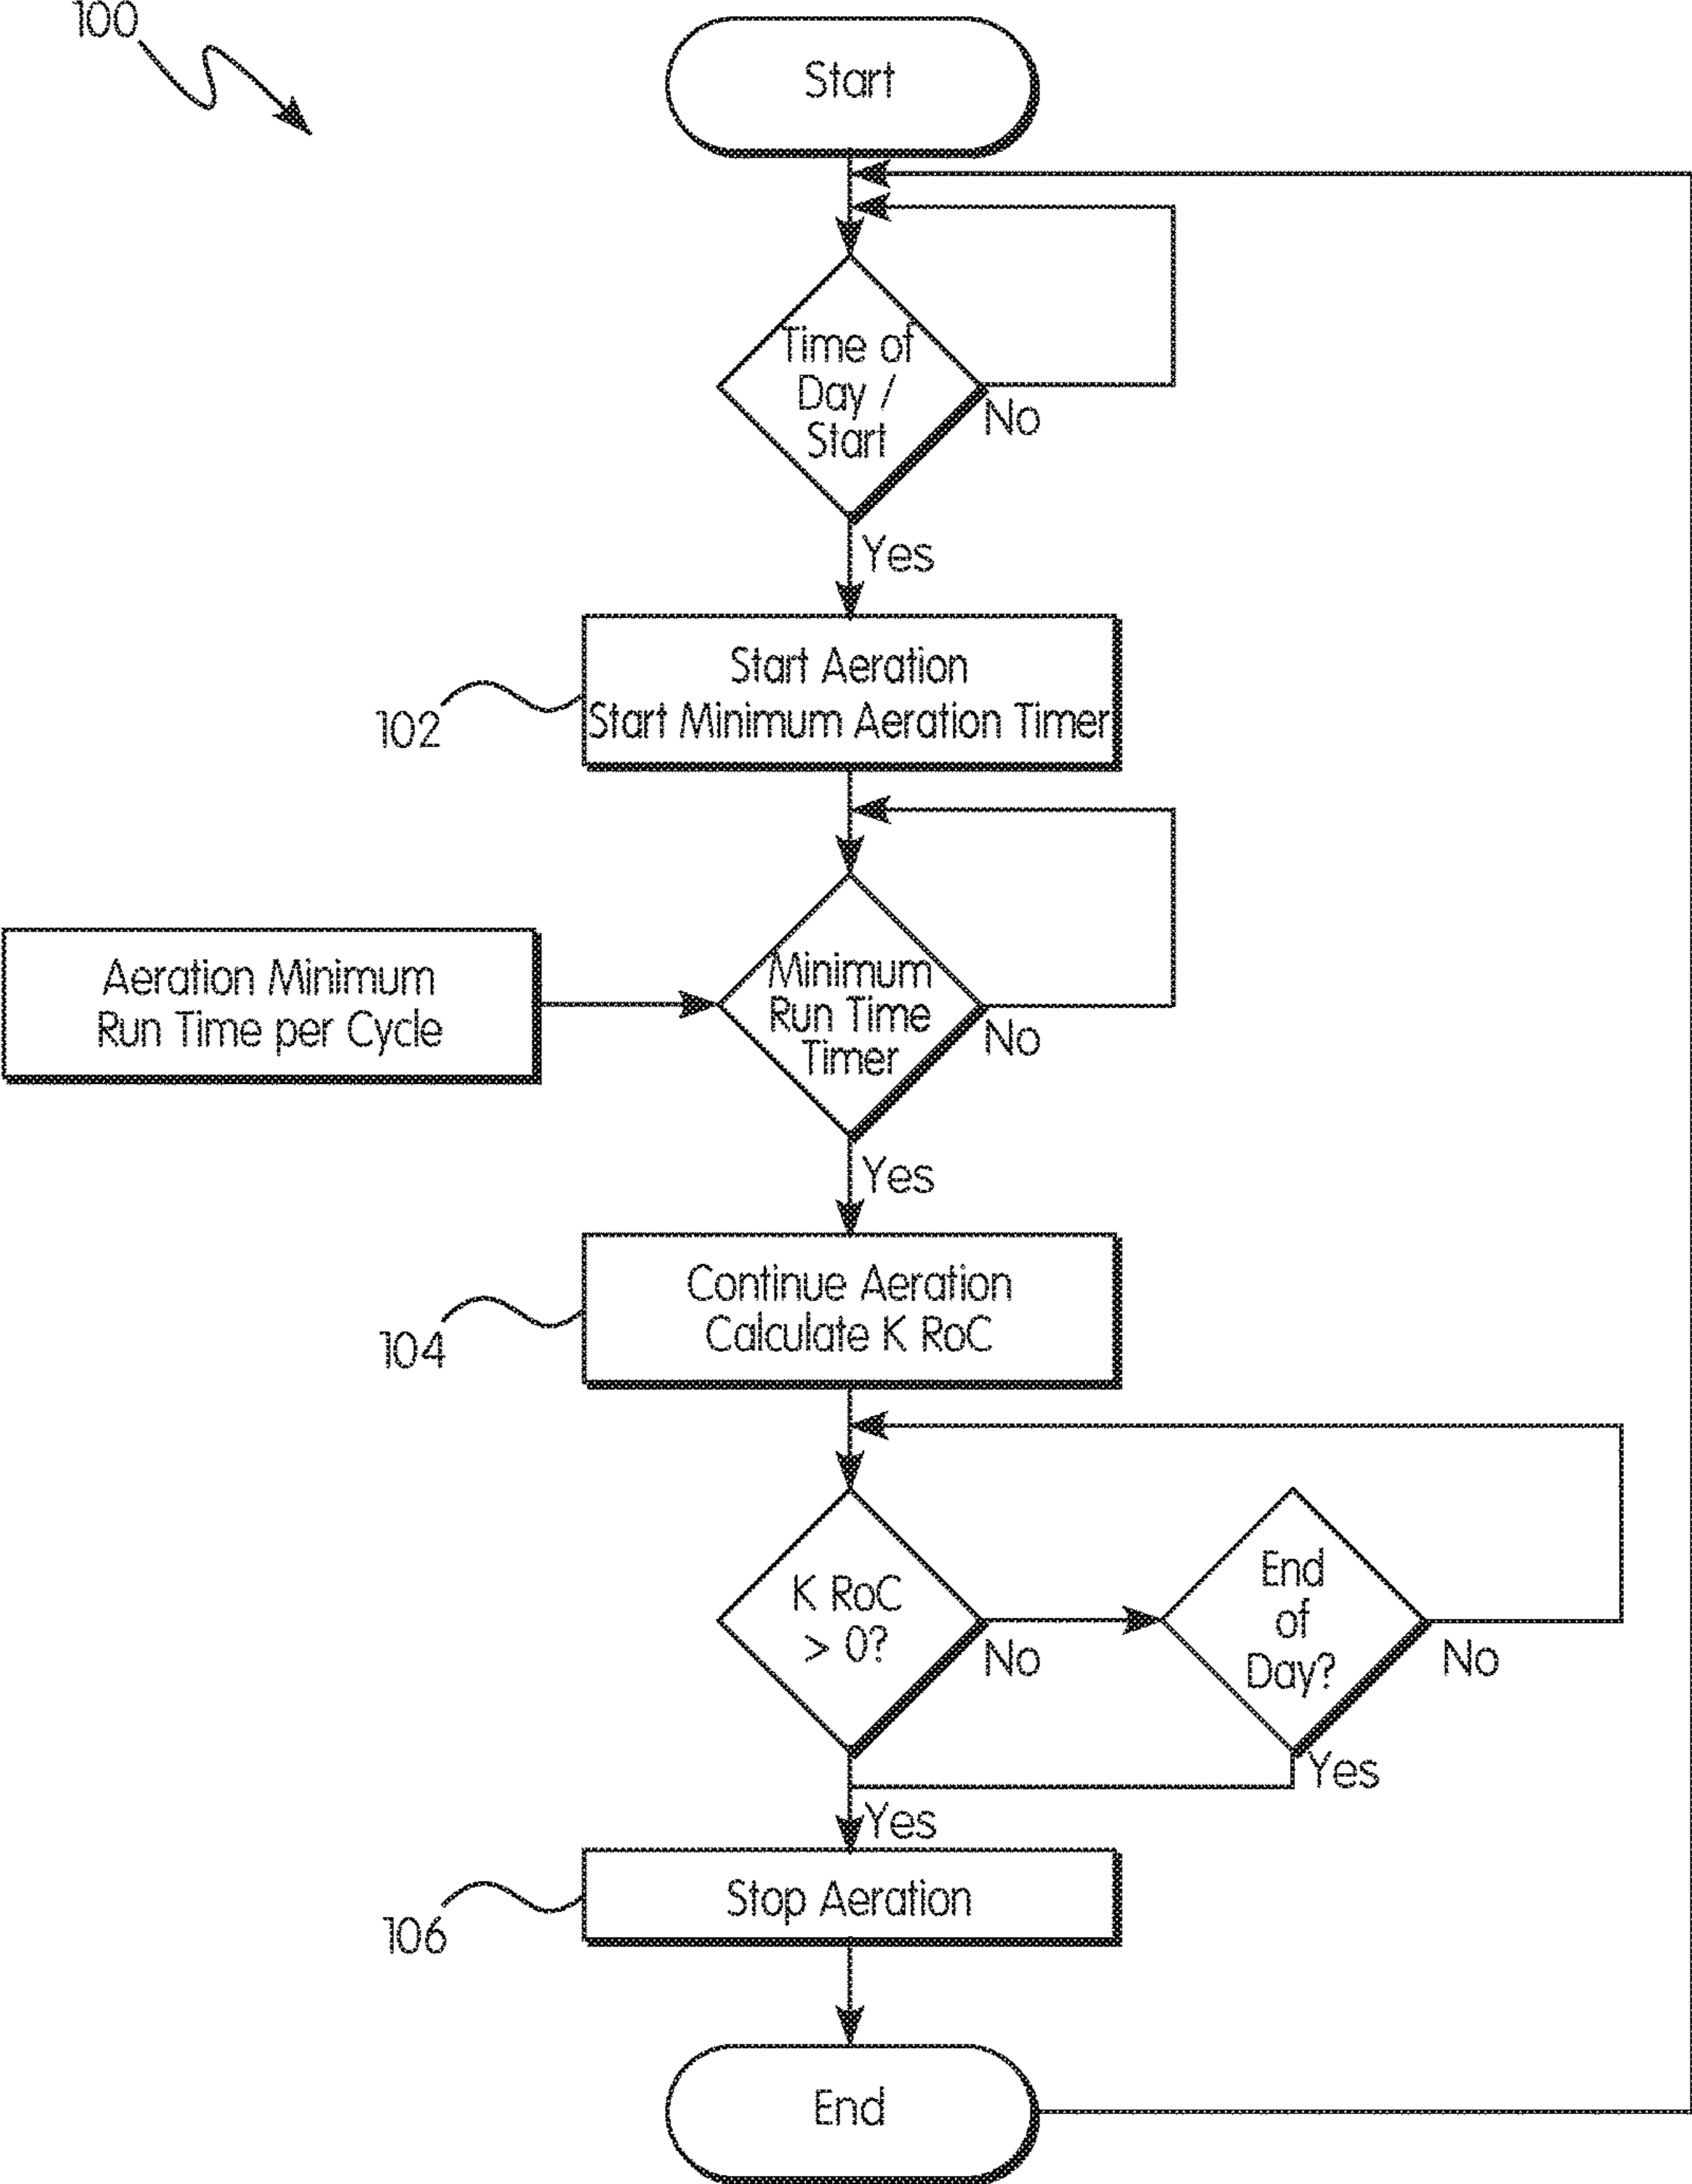 100
Start
Time of
Day /
Start
No
Yes
Start Aeration
Start Minimum Aeration Timer
102
Aeration Minimum
Run Time per Cycle
Minimum
Run Time
Timer
No
Yes
Continue Aeration
Calculate K RoC
104
K RoC
> 0?
No
End
of
Day?
No
Yes
Yes
Stop Aeration
106
End